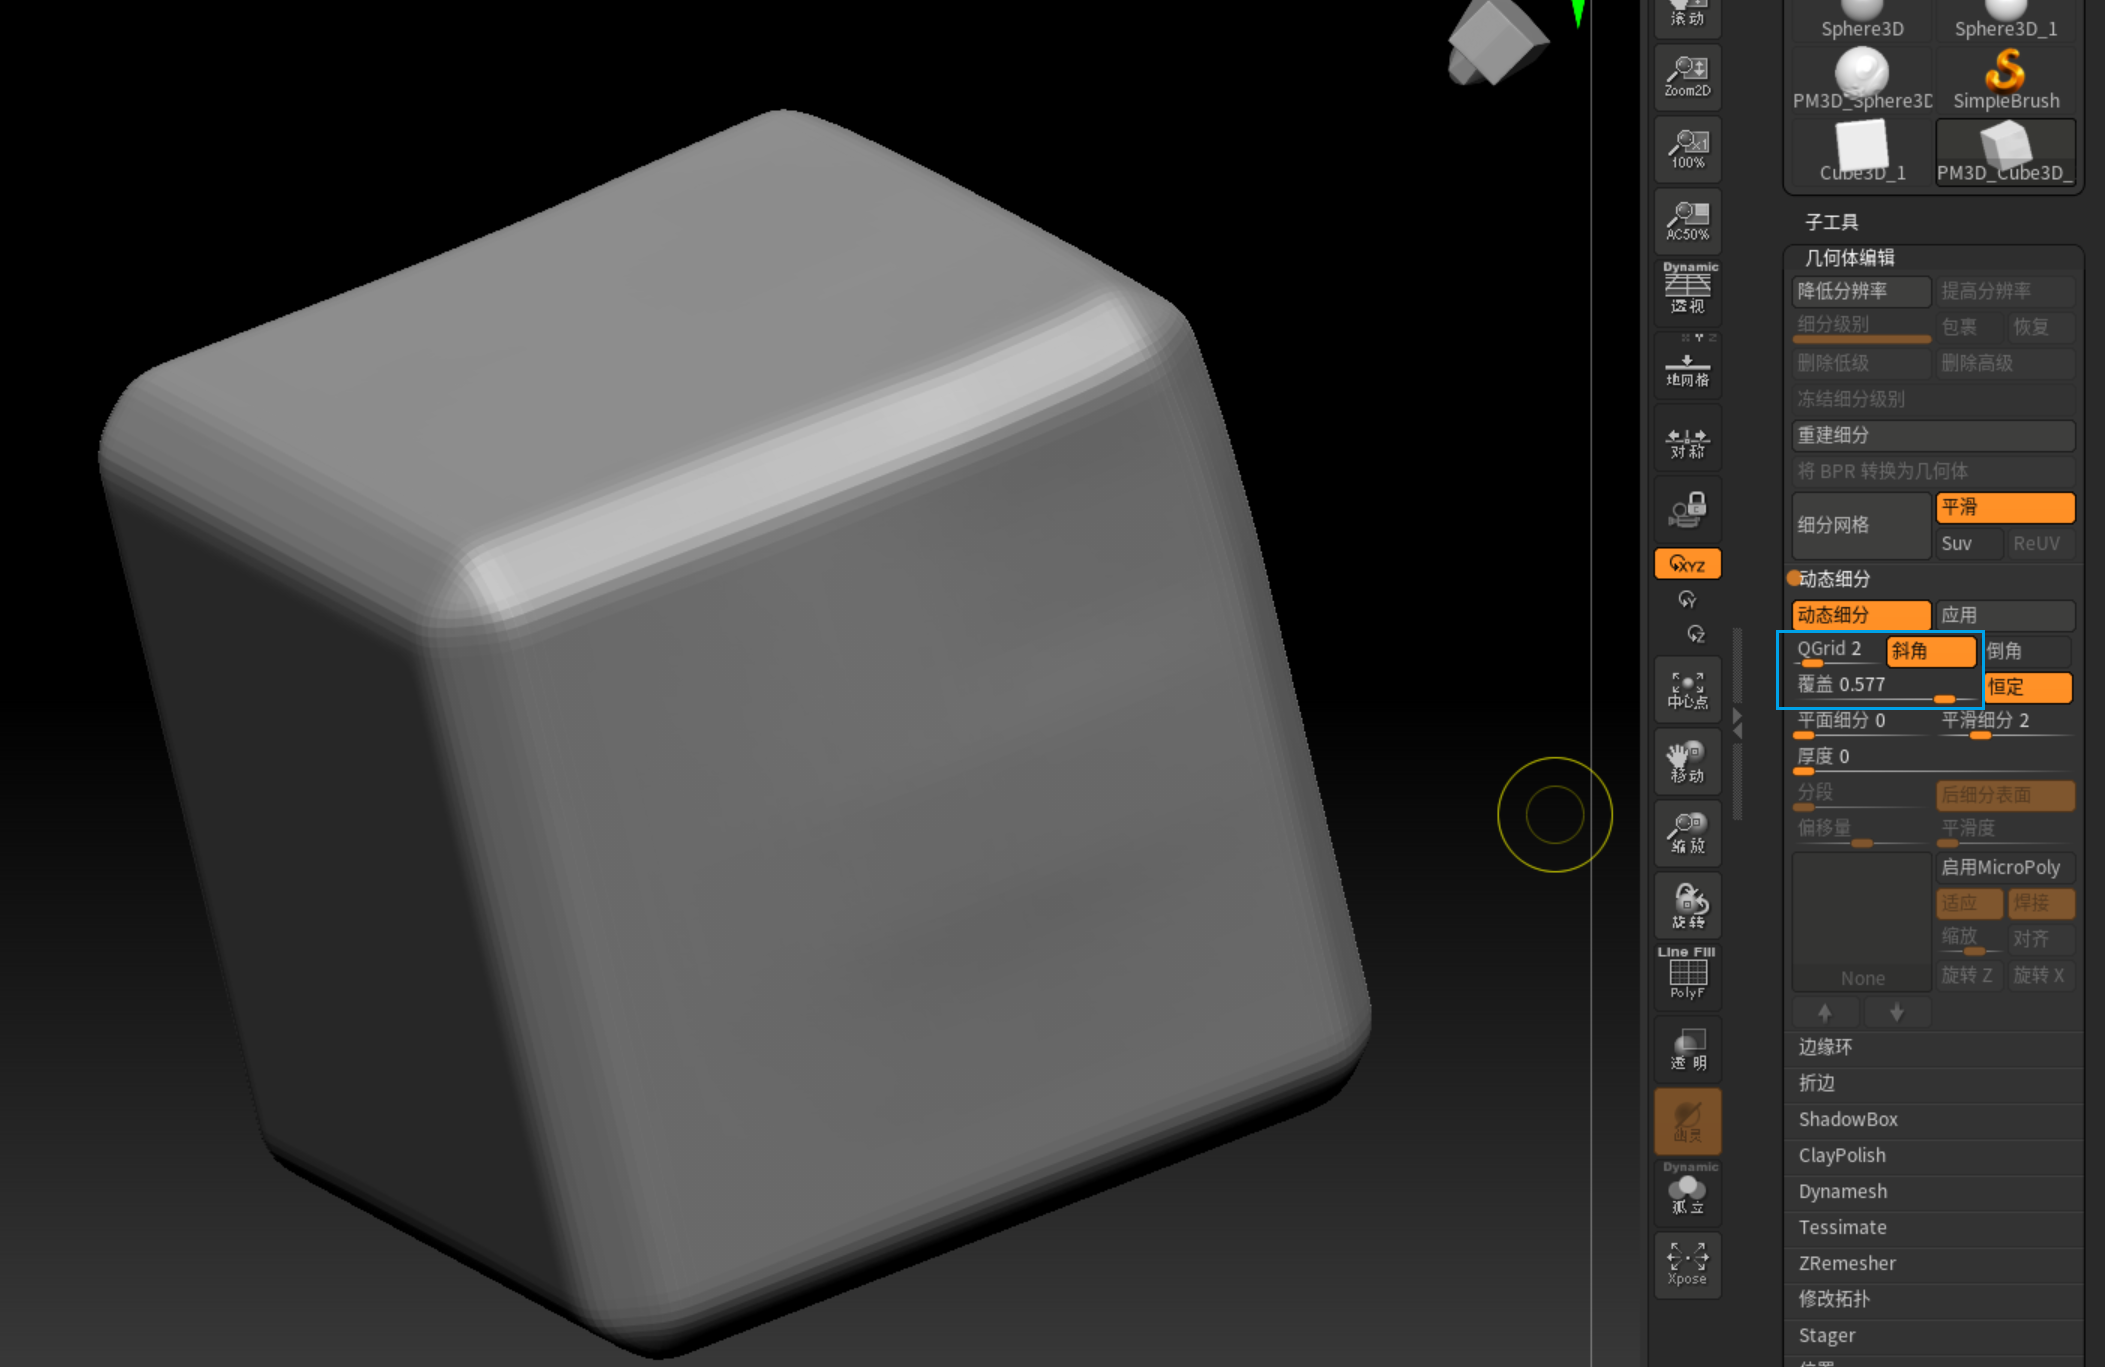 滚动
Zoom2D
100%
AC50%
Dynamic
透视
X Y Z
地网格
对称
XYZ
Y
Z
中心点
移动
缩放
旋转
Line Fill
PolyF
透明
Dynamic
孤立
Xpose
Sphere3D Sphere3D_1
PM3D_Sphere3D SimpleBrush
Cube3D_1 PM3D_Cube3D_
子工具
几何体编辑
降低分辨率 提高分辨率
细分级别 包裹 恢复
删除低级 删除高级
冻结细分级别
重建细分
将 BPR 转换为几何体
细分网格 平滑
Suv ReUV
动态细分
动态细分 应用
QGrid 2 斜角 倒角
覆盖 0.577 恒定
平面细分 0 平滑细分 2
厚度 0
分段 后细分表面
偏移量 平滑度
启用MicroPoly
适应 焊接
缩放 对齐
None 旋转 Z 旋转 X
边缘环
折边
ShadowBox
ClayPolish
Dynamesh
Tessimate
ZRemesher
修改拓扑
Stager